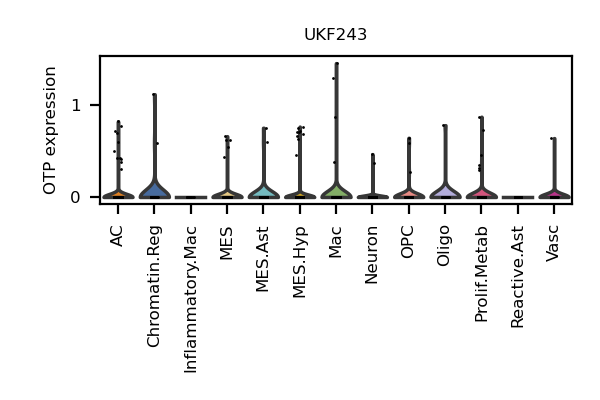 UKF243
OTP expression
1
0
AC
Chromatin.Reg
Inflammatory.Mac
MES
MES.Ast
MES.Hyp
Mac
Neuron
OPC
Oligo
Prolif.Metab
Reactive.Ast
Vasc